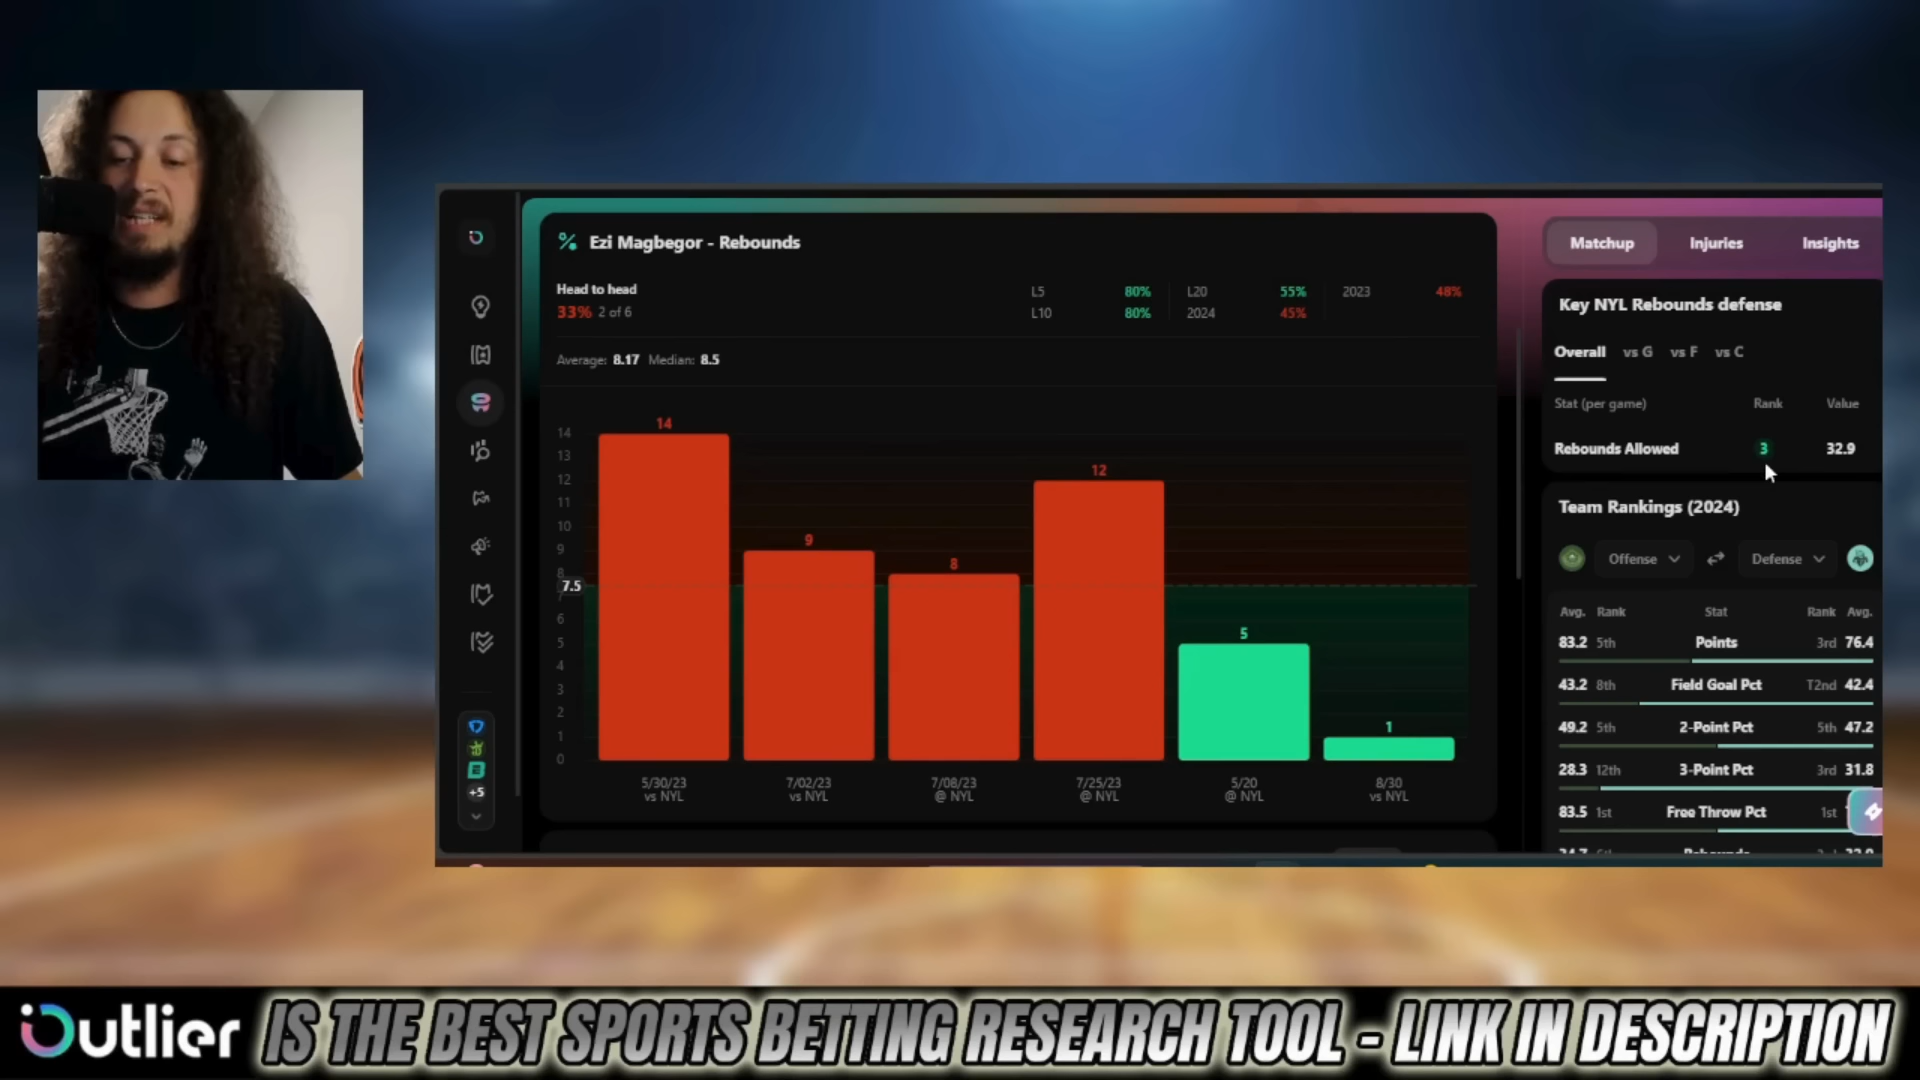 Ezi Magbegor - Rebounds
Head to head
33% 2 of 6
L5 80% L20 55% 2023 48%
L10 80% 2024 45%
Average: 8.17 Median: 8.5
14
13
12
11
10
9
8
7.5
7
6
5
4
3
2
1
0
14
9
8
12
5
1
5/30/23
vs NYL
7/02/23
vs NYL
7/08/23
@ NYL
7/25/23
@ NYL
5/20
@ NYL
8/30
vs NYL
+5
Matchup Injuries Insights
Key NYL Rebounds defense
Overall vs G vs F vs C
Stat (per game) Rank Value
Rebounds Allowed 3 32.9
Team Rankings (2024)
Offense Defense
Avg. Rank Stat Rank Avg.
83.2 5th Points 3rd 76.4
43.2 8th Field Goal Pct T2nd 42.4
49.2 5th 2-Point Pct 5th 47.2
28.3 12th 3-Point Pct 3rd 31.8
83.5 1st Free Throw Pct 1st
Outlier IS THE BEST SPORTS BETTING RESEARCH TOOL - LINK IN DESCRIPTION